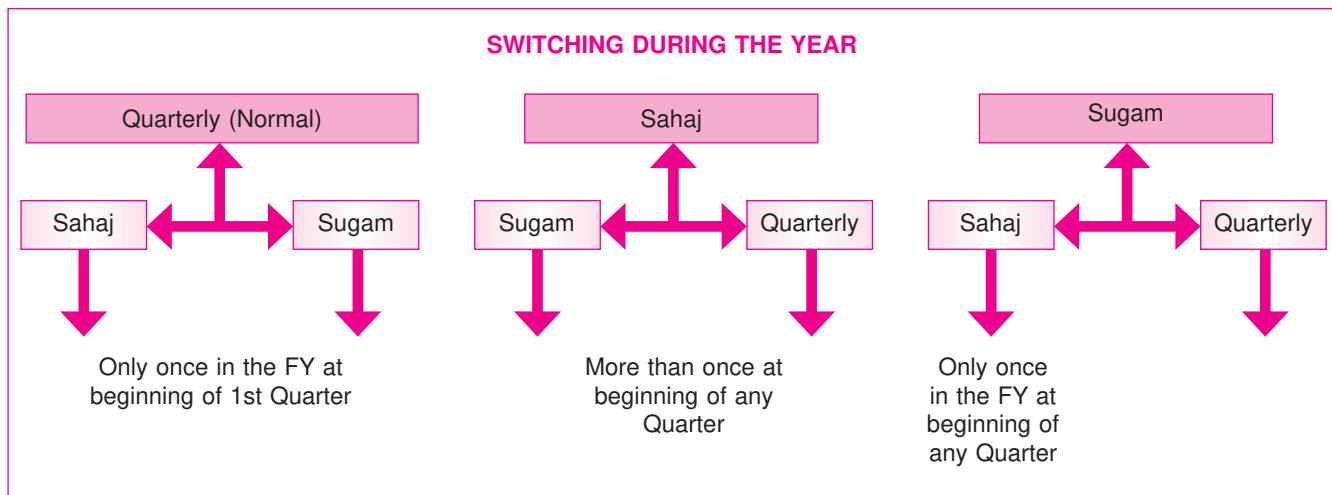 SWITCHING DURING THE YEAR
Quarterly (Normal)
Sahaj
Sugam
Only once in the FY at
beginning of 1st Quarter
Sahaj
Sugam
Quarterly
More than once at
beginning of any
Quarter
Sugam
Sahaj
Quarterly
Only once
in the FY at
beginning of
any Quarter